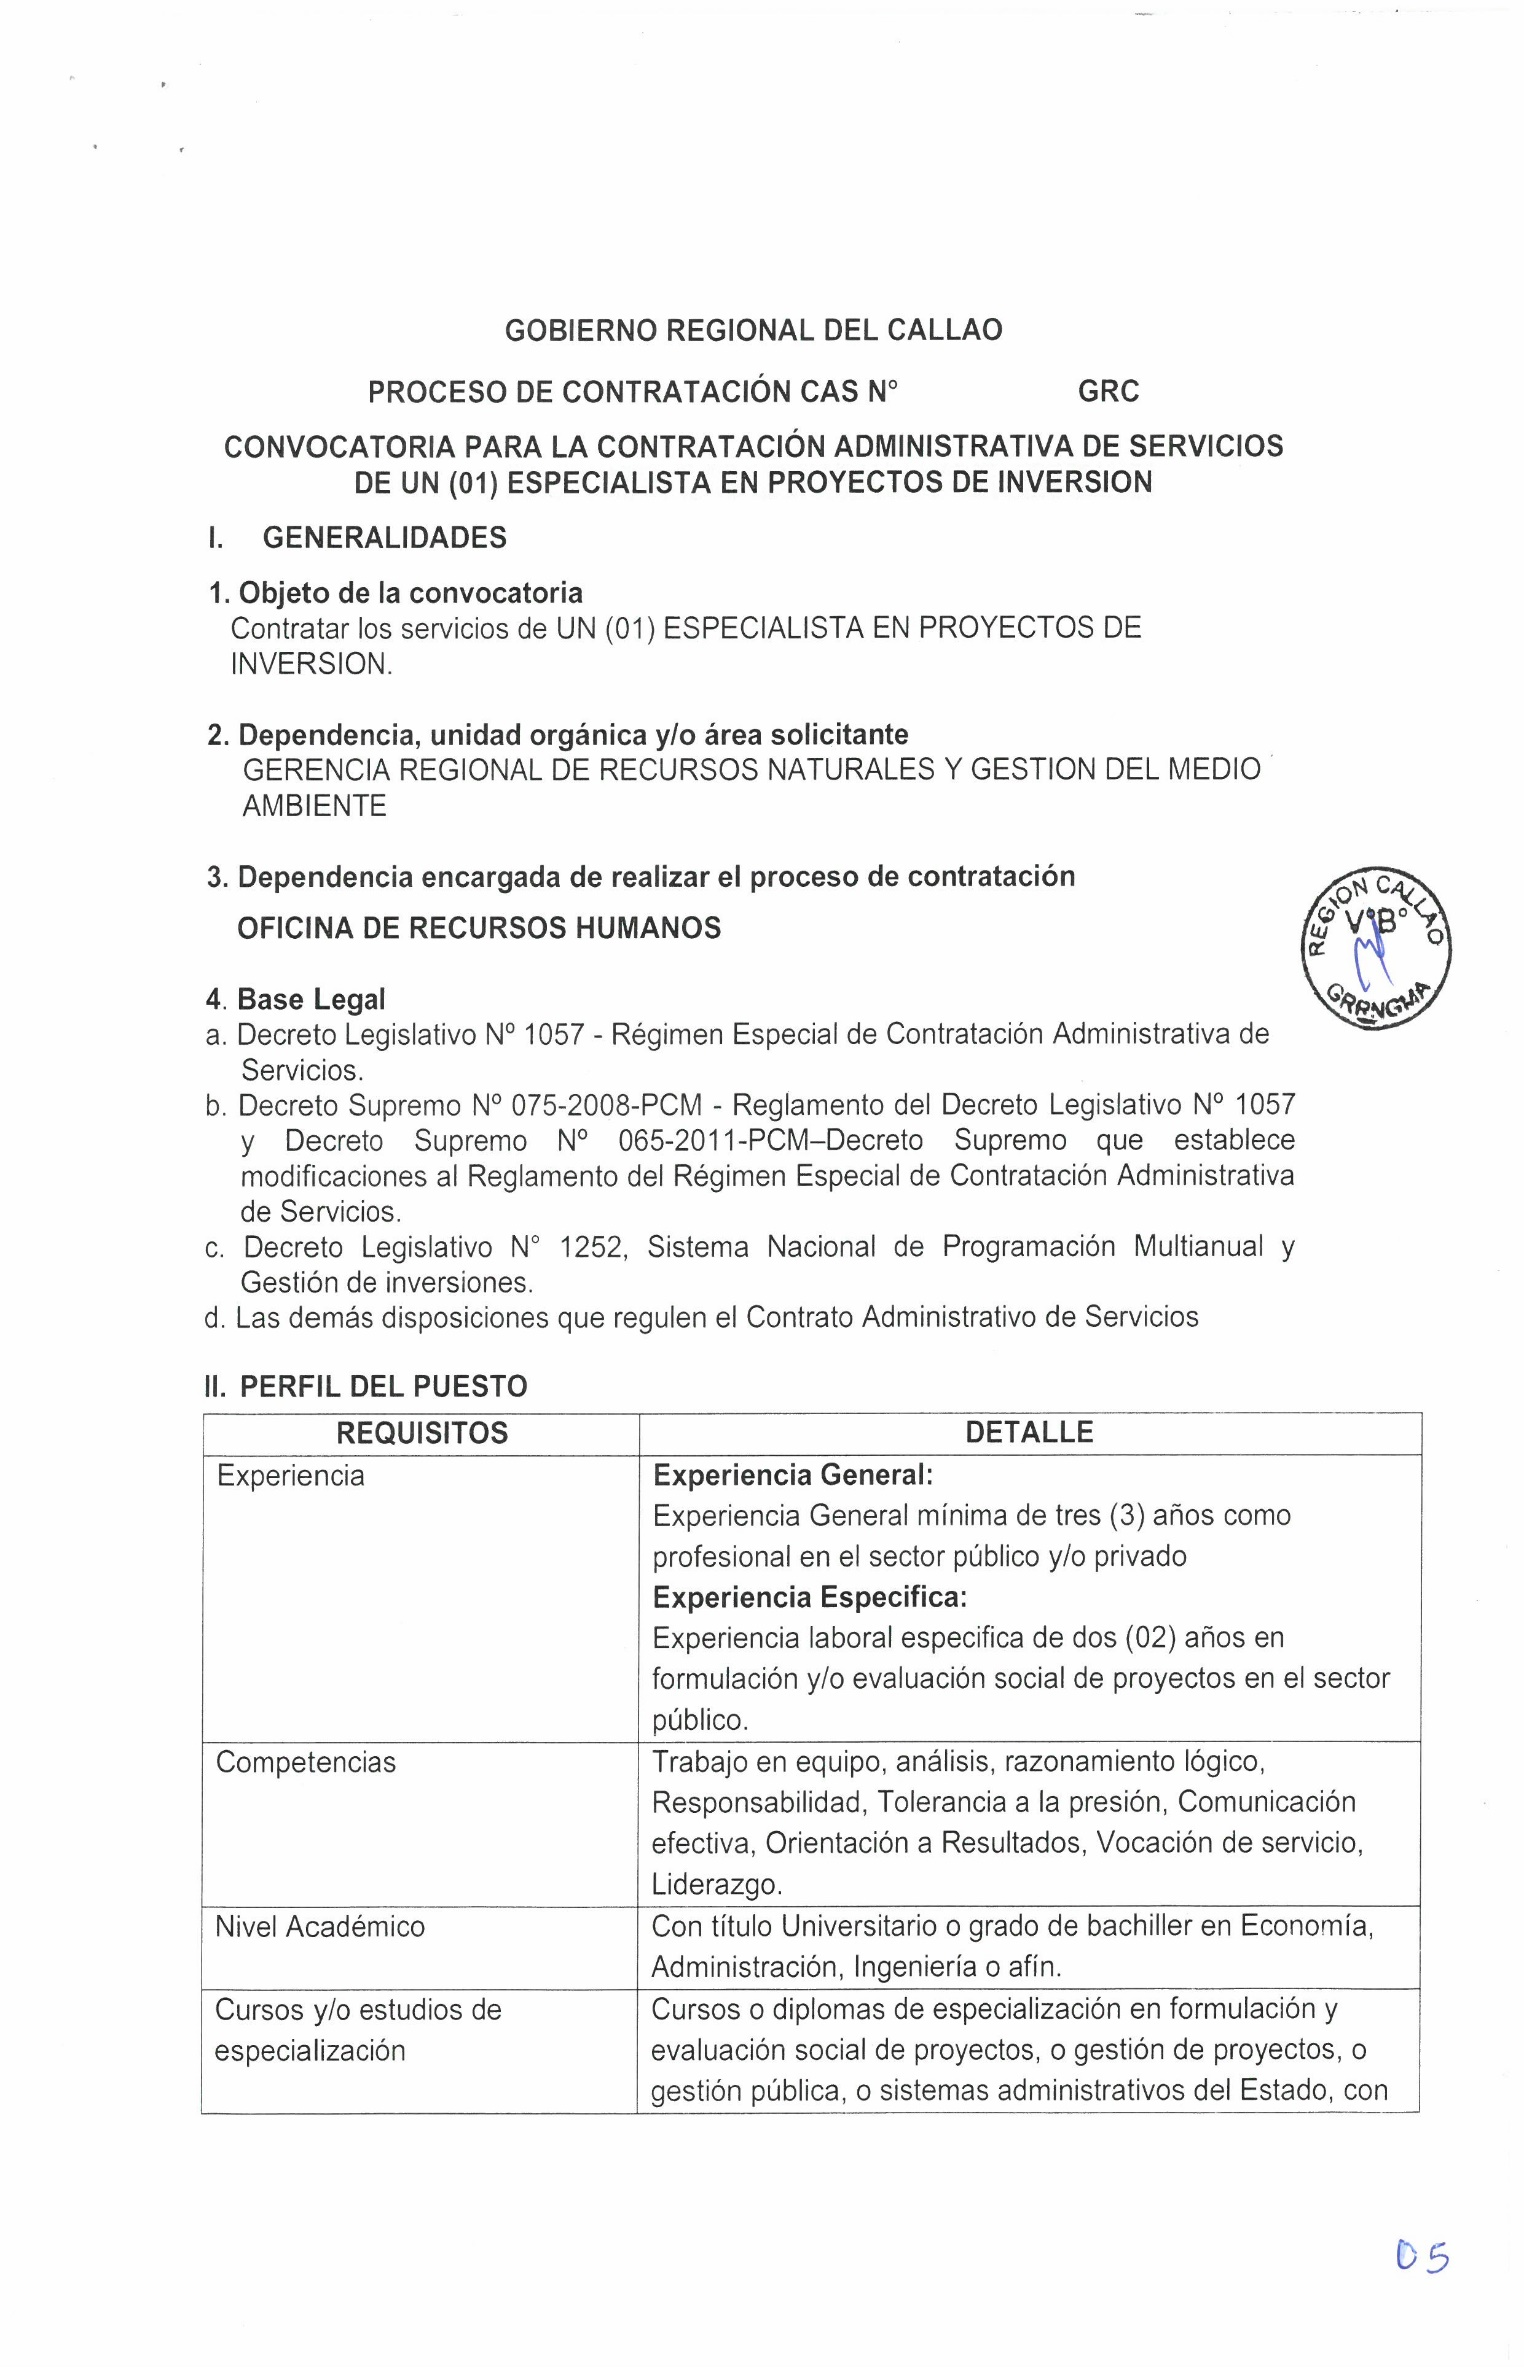 GOBIERNO REGIONAL DEL CALLAO
PROCESO DE CONTRATACIÓN CAS Nº GRC
CONVOCATORIA PARA LA CONTRATACIÓN ADMINISTRATIVA DE SERVICIOS
DE UN (01) ESPECIALISTA EN PROYECTOS DE INVERSION
I. GENERALIDADES
1. Objeto de la convocatoria
Contratar los servicios de UN (01) ESPECIALISTA EN PROYECTOS DE
INVERSION.
2. Dependencia, unidad orgánica y/o área solicitante
GERENCIA REGIONAL DE RECURSOS NATURALES Y GESTION DEL MEDIO
AMBIENTE
3. Dependencia encargada de realizar el proceso de contratación
OFICINA DE RECURSOS HUMANOS
REGION CALLAO
VºBº
GRRNGMA
4. Base Legal
a. Decreto Legislativo Nº 1057 - Régimen Especial de Contratación Administrativa de
Servicios.
b. Decreto Supremo Nº 075-2008-PCM - Reglamento del Decreto Legislativo Nº 1057
y Decreto Supremo Nº 065-2011-PCM–Decreto Supremo que establece
modificaciones al Reglamento del Régimen Especial de Contratación Administrativa
de Servicios.
c. Decreto Legislativo N° 1252, Sistema Nacional de Programación Multianual y
Gestión de inversiones.
d. Las demás disposiciones que regulen el Contrato Administrativo de Servicios
II. PERFIL DEL PUESTO
REQUISITOS DETALLE
Experiencia Experiencia General:
Experiencia General mínima de tres (3) años como
profesional en el sector público y/o privado
Experiencia Especifica:
Experiencia laboral especifica de dos (02) años en
formulación y/o evaluación social de proyectos en el sector
público.
Competencias Trabajo en equipo, análisis, razonamiento lógico,
Responsabilidad, Tolerancia a la presión, Comunicación
efectiva, Orientación a Resultados, Vocación de servicio,
Liderazgo.
Nivel Académico Con título Universitario o grado de bachiller en Economía,
Administración, Ingeniería o afín.
Cursos y/o estudios de Cursos o diplomas de especialización en formulación y
especialización evaluación social de proyectos, o gestión de proyectos, o
gestión pública, o sistemas administrativos del Estado, con
05